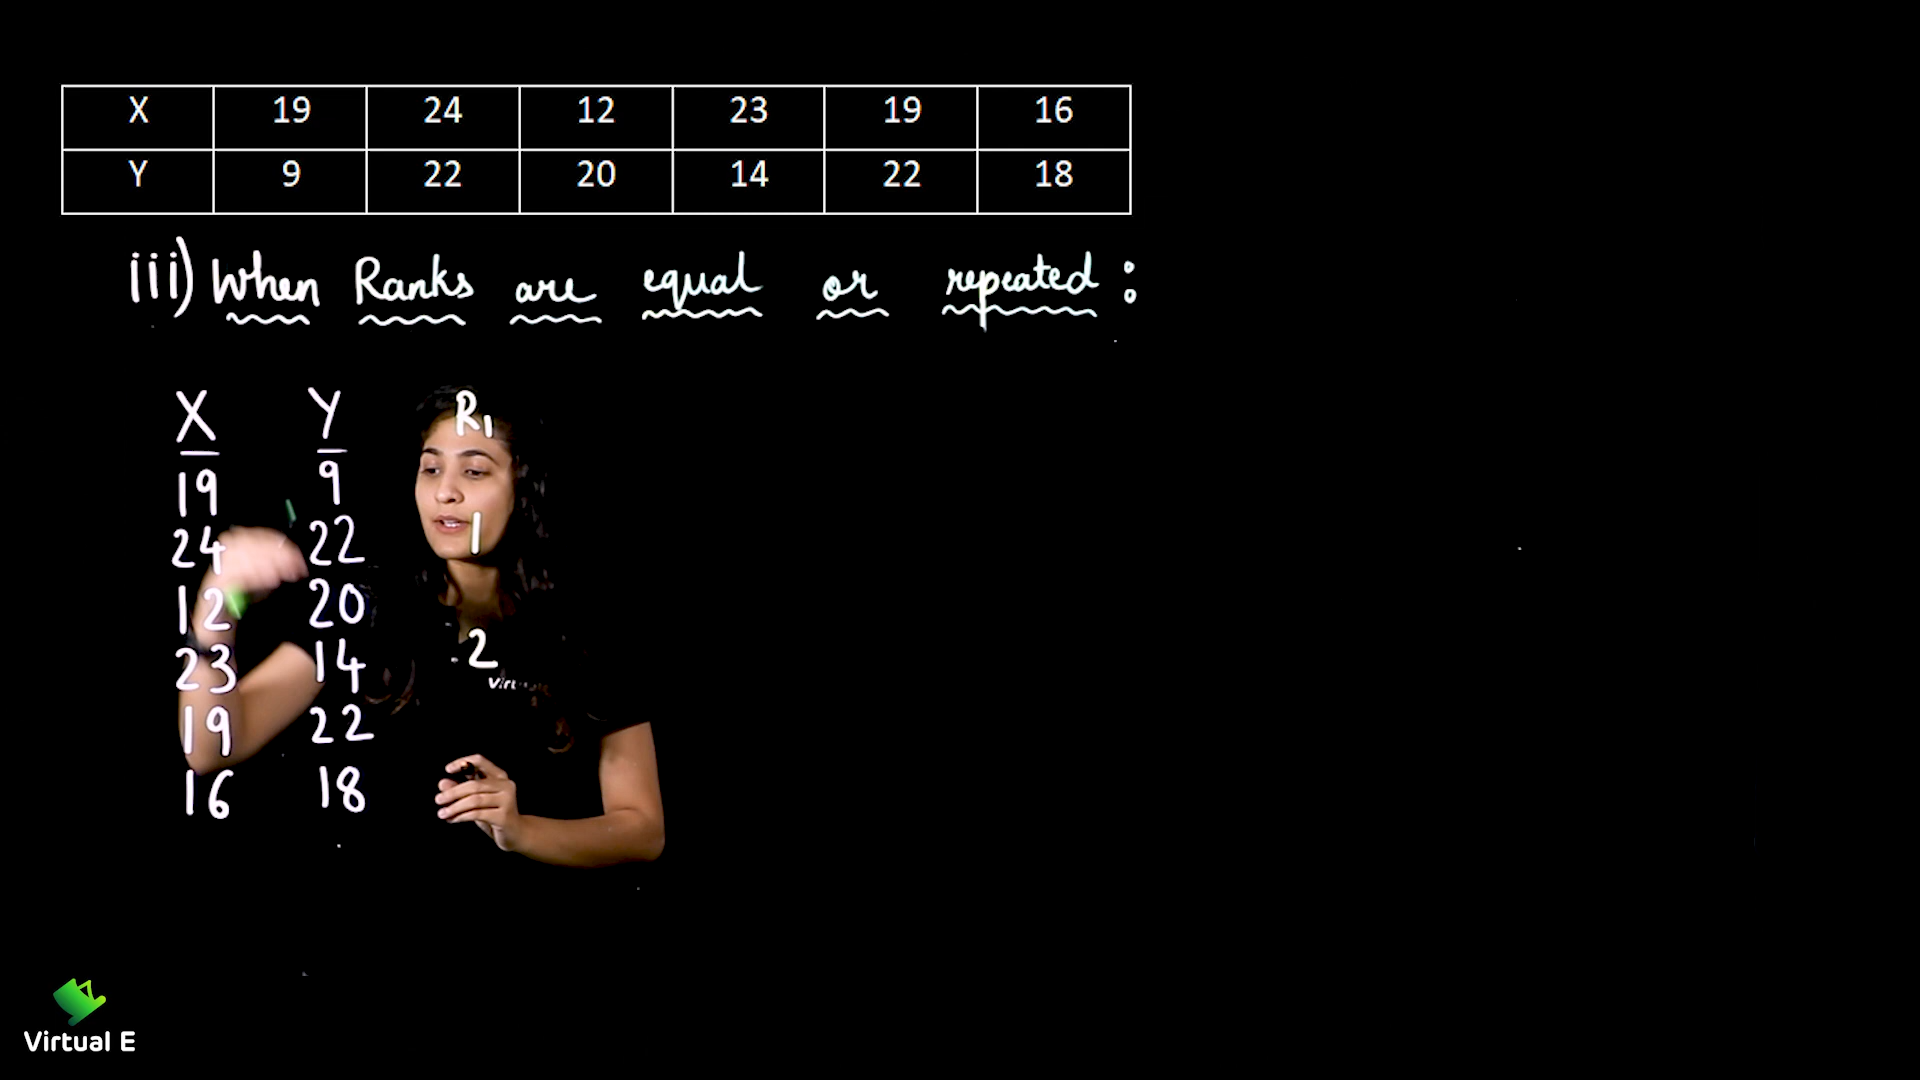 X 19 24 12 23 19 16
Y 9 22 20 14 22 18
iii) When Ranks are equal or repeated :
X Y R1
19 9
24 22 1
12 20
23 14 2
19 22
16 18
Virtual E